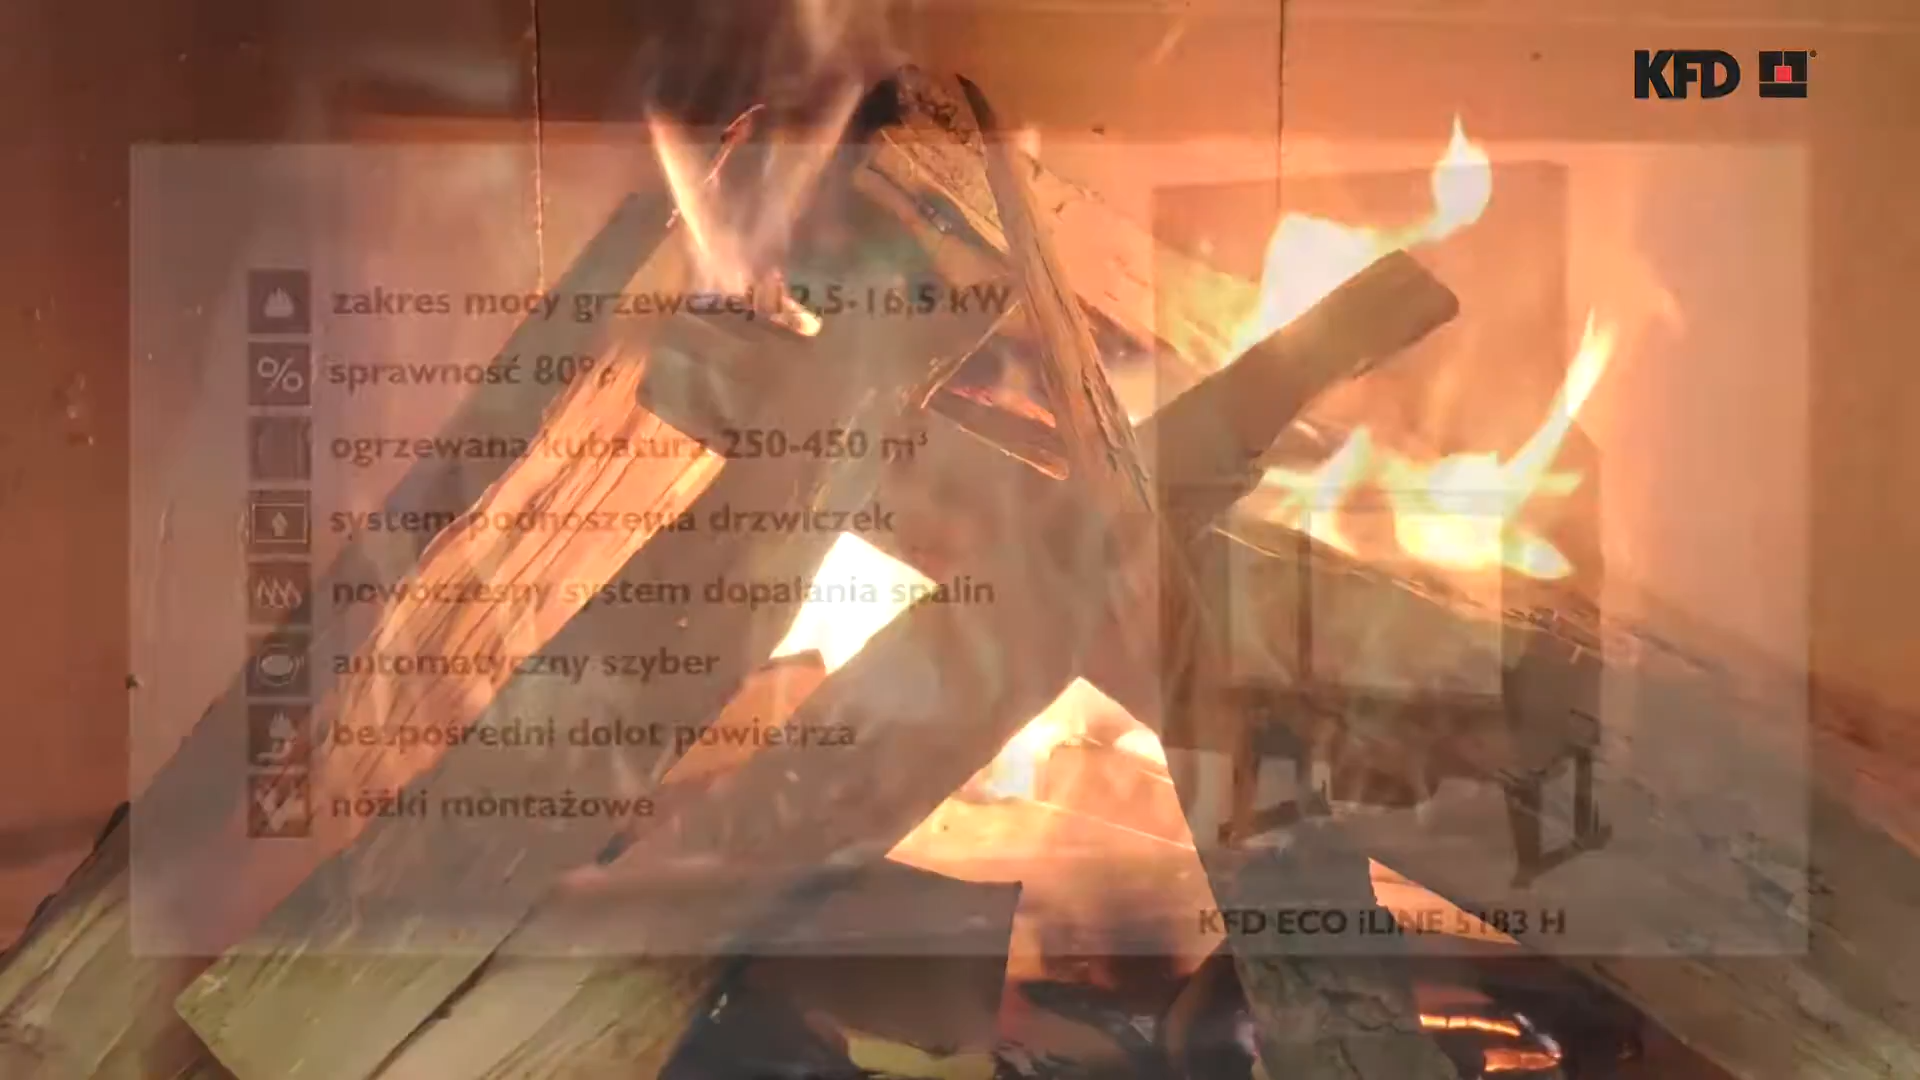 KFD
zakres mocy grzewczej 12,5-16,5 kW
% sprawność 80%
ogrzewana kubatura 250-450 m³
system podnoszenia drzwiczek
nowoczesny system dopalania spalin
automatyczny szyber
bezpośredni dolot powietrza
nóżki montażowe
KFD ECO iLINE 5183 H